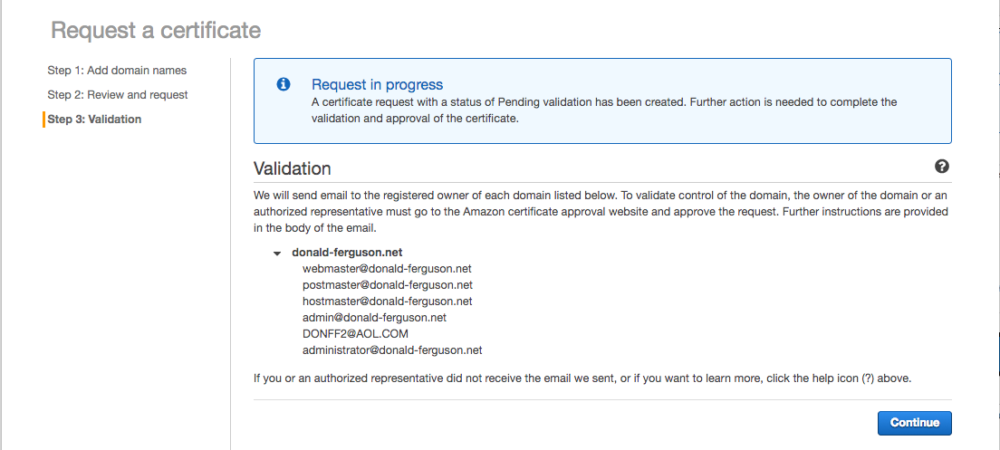 Request a certificate
Step 1: Add domain names
Step 2: Review and request
Step 3: Validation
Request in progress
A certificate request with a status of Pending validation has been created. Further action is needed to complete the
validation and approval of the certificate.
Validation
We will send email to the registered owner of each domain listed below. To validate control of the domain, the owner of the domain or an
authorized representative must go to the Amazon certificate approval website and approve the request. Further instructions are provided
in the body of the email.
donald-ferguson.net
webmaster@donald-ferguson.net
postmaster@donald-ferguson.net
hostmaster@donald-ferguson.net
admin@donald-ferguson.net
DONFF2@AOL.COM
administrator@donald-ferguson.net
If you or an authorized representative did not receive the email we sent, or if you want to learn more, click the help icon (?) above.
Continue